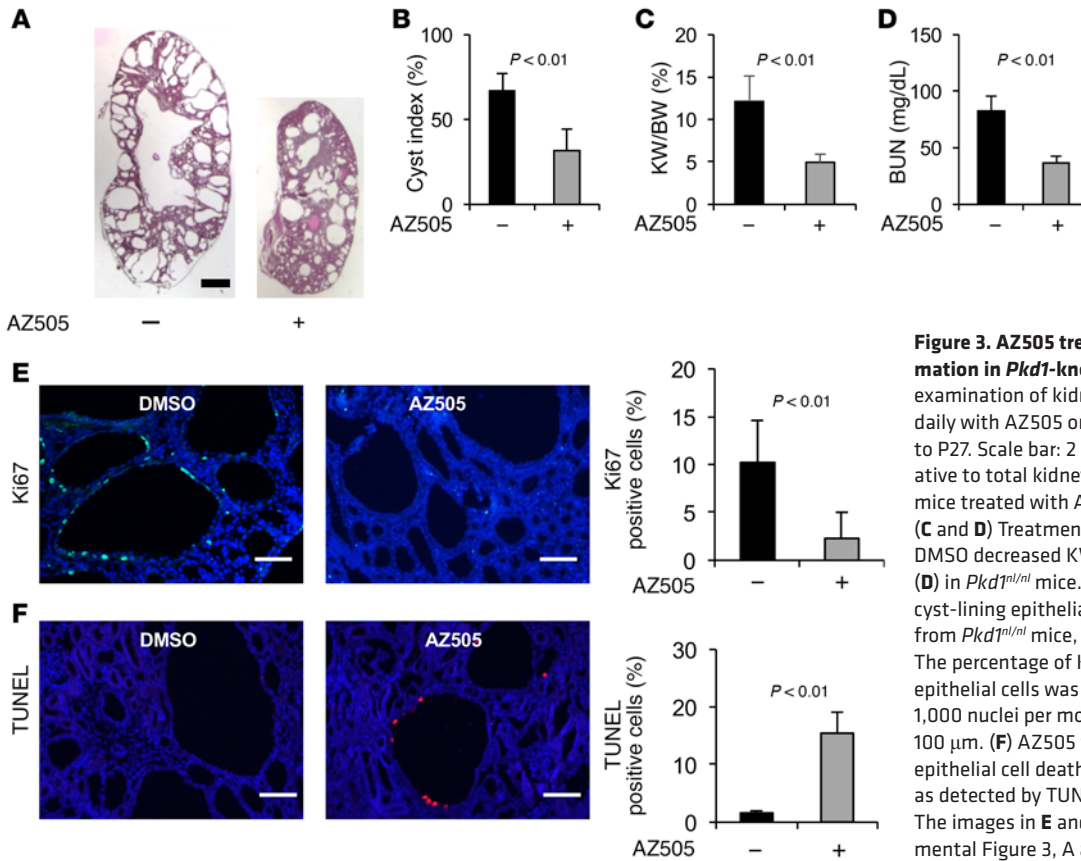 A
AZ505
–
+
B
Cyst index (%)
100
50
0
P < 0.01
AZ505
–
+
C
KW/BW (%)
20
15
10
5
0
P < 0.01
AZ505
–
+
D
BUN (mg/dL)
150
100
50
0
P < 0.01
AZ505
–
+
E
Ki67
DMSO
AZ505
Ki67
positive cells (%)
20
15
10
5
0
P < 0.01
AZ505
–
+
F
TUNEL
DMSO
AZ505
TUNEL
positive cells (%)
30
20
10
0
P < 0.01
AZ505
–
+
Figure 3. AZ505 tre
mation in Pkd1-kno
examination of kidn
daily with AZ505 or
to P27. Scale bar: 2
ative to total kidne
mice treated with A
(C and D) Treatment
DMSO decreased KV
(D) in Pkd1nl/nl mice.
cyst-lining epithelia
from Pkd1nl/nl mice,
The percentage of
epithelial cells was
1,000 nuclei per mo
100 μm. (F) AZ505
epithelial cell death
as detected by TUN
The images in E and
mental Figure 3, A